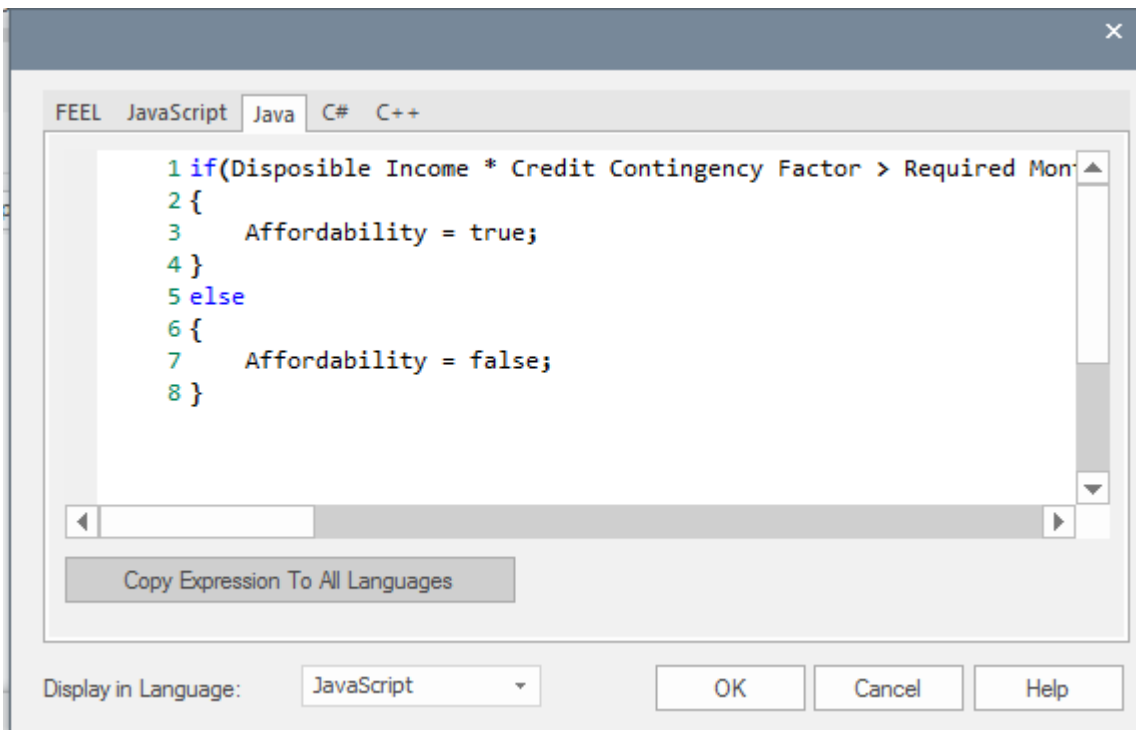 ×
FEEL JavaScript Java C# C++
1 if(Disposible Income * Credit Contingency Factor > Required Mon
2 {
3 Affordability = true;
4 }
5 else
6 {
7 Affordability = false;
8 }
Copy Expression To All Languages
Display in Language: JavaScript OK Cancel Help